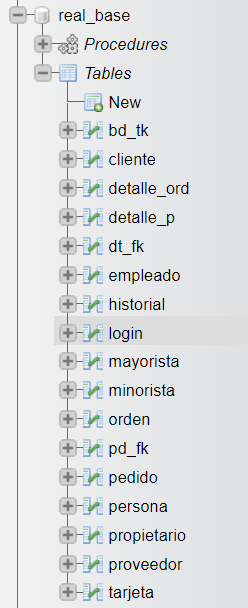 real_base
Procedures
Tables
New
bd_tk
cliente
detalle_ord
detalle_p
dt_fk
empleado
historial
login
mayorista
minorista
orden
pd_fk
pedido
persona
propietario
proveedor
tarjeta